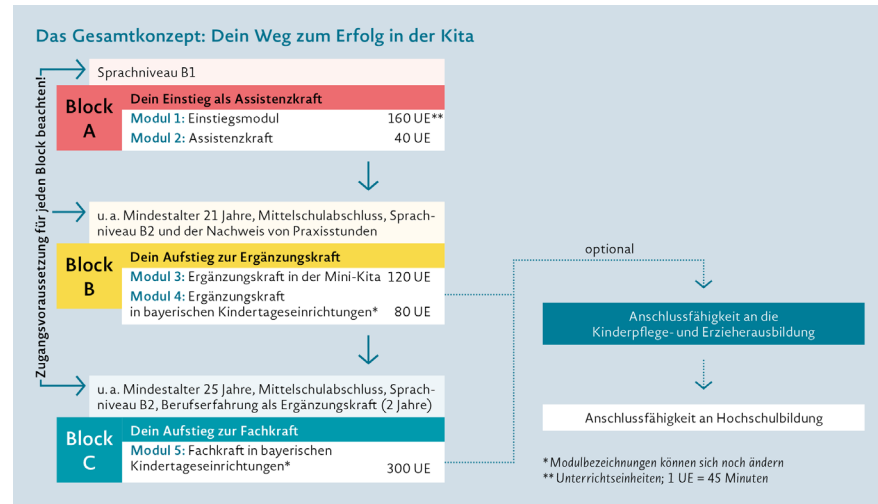 Das Gesamtkonzept: Dein Weg zum Erfolg in der Kita
Zugangsvoraussetzung für jeden Block beachten!
Sprachniveau B1
Block
A
Dein Einstieg als Assistenzkraft
Modul 1: Einstiegsmodul 160 UE**
Modul 2: Assistenzkraft 40 UE
u. a. Mindestalter 21 Jahre, Mittelschulabschluss, Sprach-
niveau B2 und der Nachweis von Praxisstunden
Block
B
Dein Aufstieg zur Ergänzungskraft
Modul 3: Ergänzungskraft in der Mini-Kita 120 UE
Modul 4: Ergänzungskraft
in bayerischen Kindertageseinrichtungen* 80 UE
u. a. Mindestalter 25 Jahre, Mittelschulabschluss, Sprach-
niveau B2, Berufserfahrung als Ergänzungskraft (2 Jahre)
Block
C
Dein Aufstieg zur Fachkraft
Modul 5: Fachkraft in bayerischen
Kindertageseinrichtungen* 300 UE
optional
Anschlussfähigkeit an die
Kinderpflege- und Erzieherausbildung
Anschlussfähigkeit an Hochschulbildung
* Modulbezeichnungen können sich noch ändern
** Unterrichtseinheiten; 1 UE = 45 Minuten